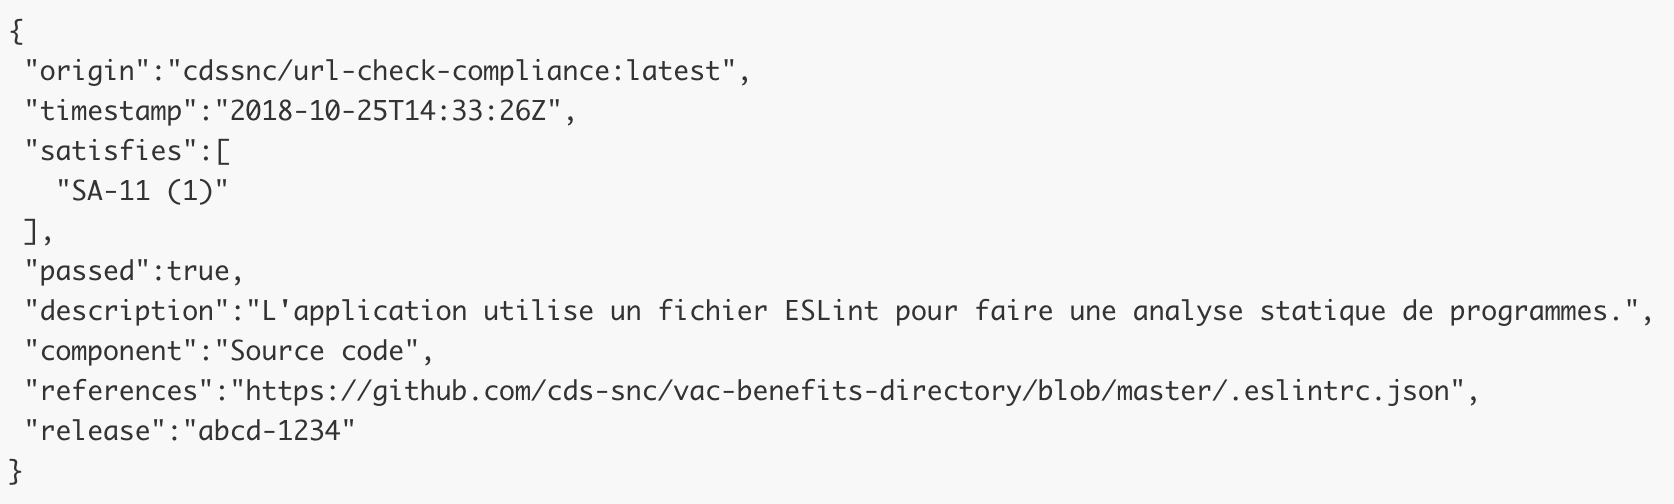 {
 "origin":"cdssnc/url-check-compliance:latest",
 "timestamp":"2018-10-25T14:33:26Z",
 "satisfies":[
   "SA-11 (1)"
 ],
 "passed":true,
 "description":"L'application utilise un fichier ESLint pour faire une analyse statique de programmes.",
 "component":"Source code",
 "references":"https://github.com/cds-snc/vac-benefits-directory/blob/master/.eslintrc.json",
 "release":"abcd-1234"
}